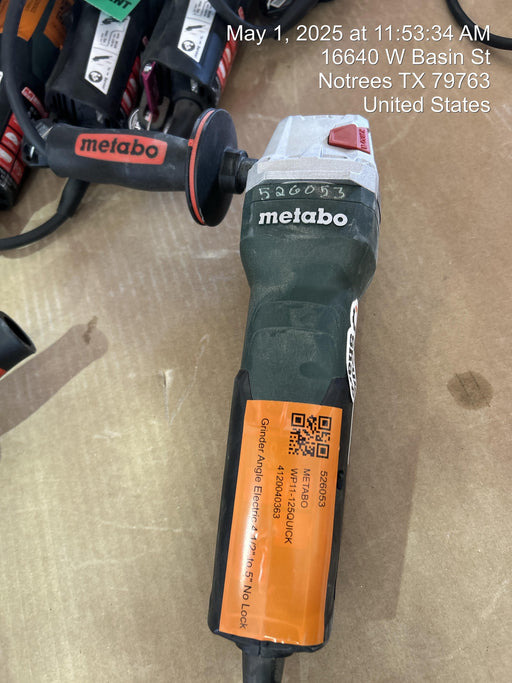 May 1, 2025 at 11:53:34 AM
16640 W Basin St
Notrees TX 79763
United States
metabo
526053
metabo
526053
METABO
WP11-125QUICK
4120040363
Grinder Angle Electric 4 1/2" to 5" No Lock